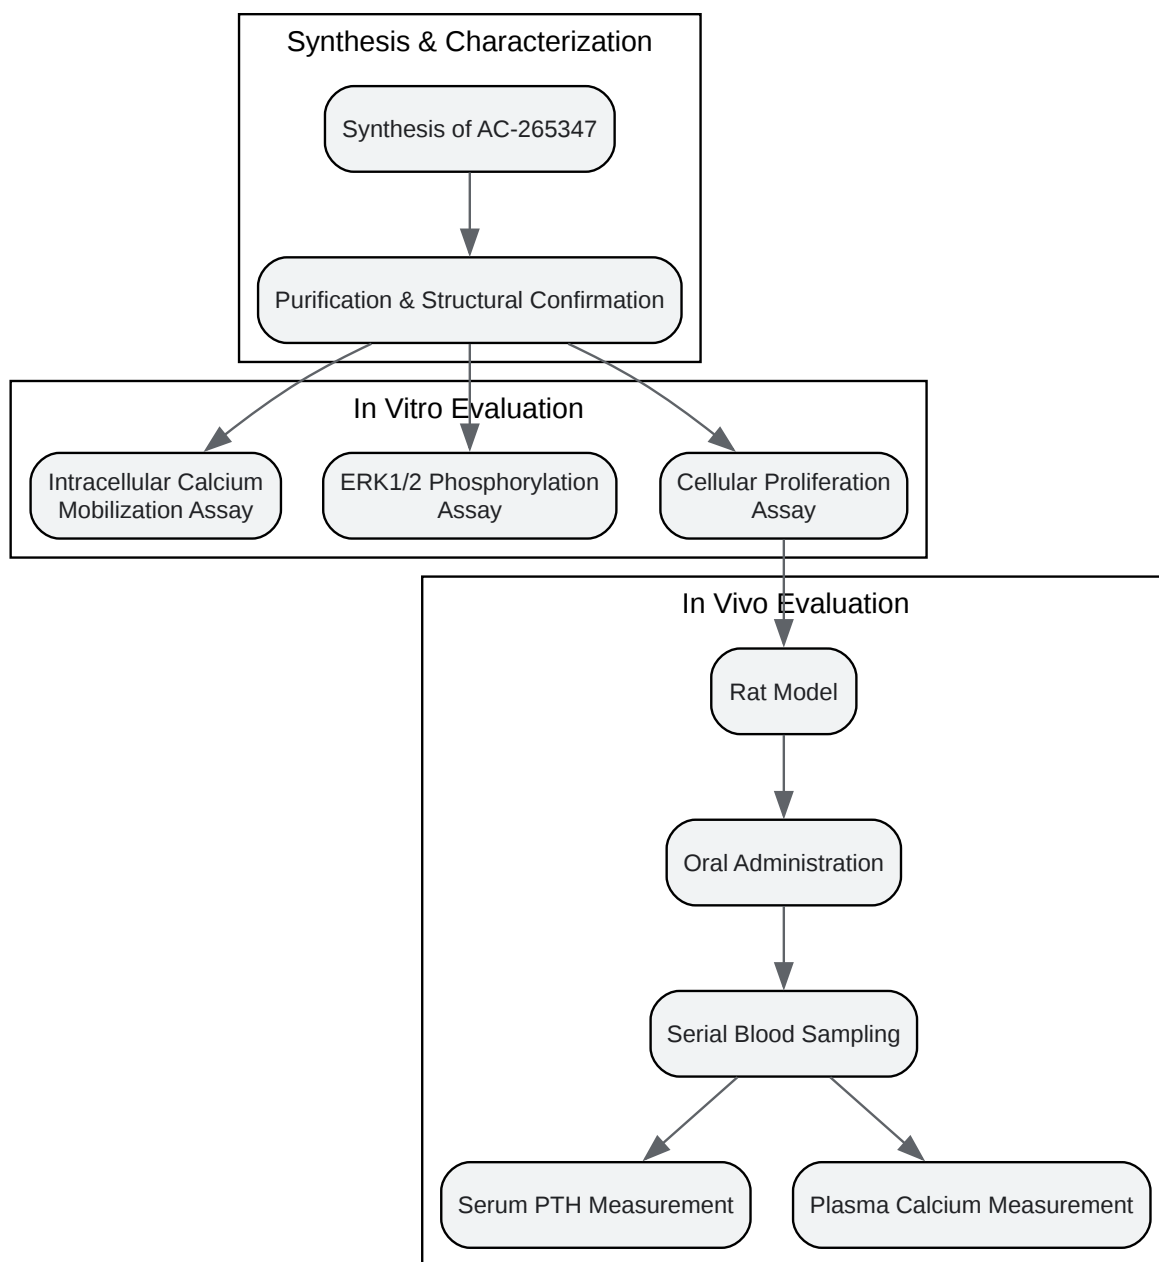 Synthesis & Characterization
Synthesis of AC-265347
Purification & Structural Confirmation
In Vitro Evaluation
Intracellular Calcium
Mobilization Assay
ERK1/2 Phosphorylation
Assay
Cellular Proliferation
Assay
In Vivo Evaluation
Rat Model
Oral Administration
Serial Blood Sampling
Serum PTH Measurement
Plasma Calcium Measurement